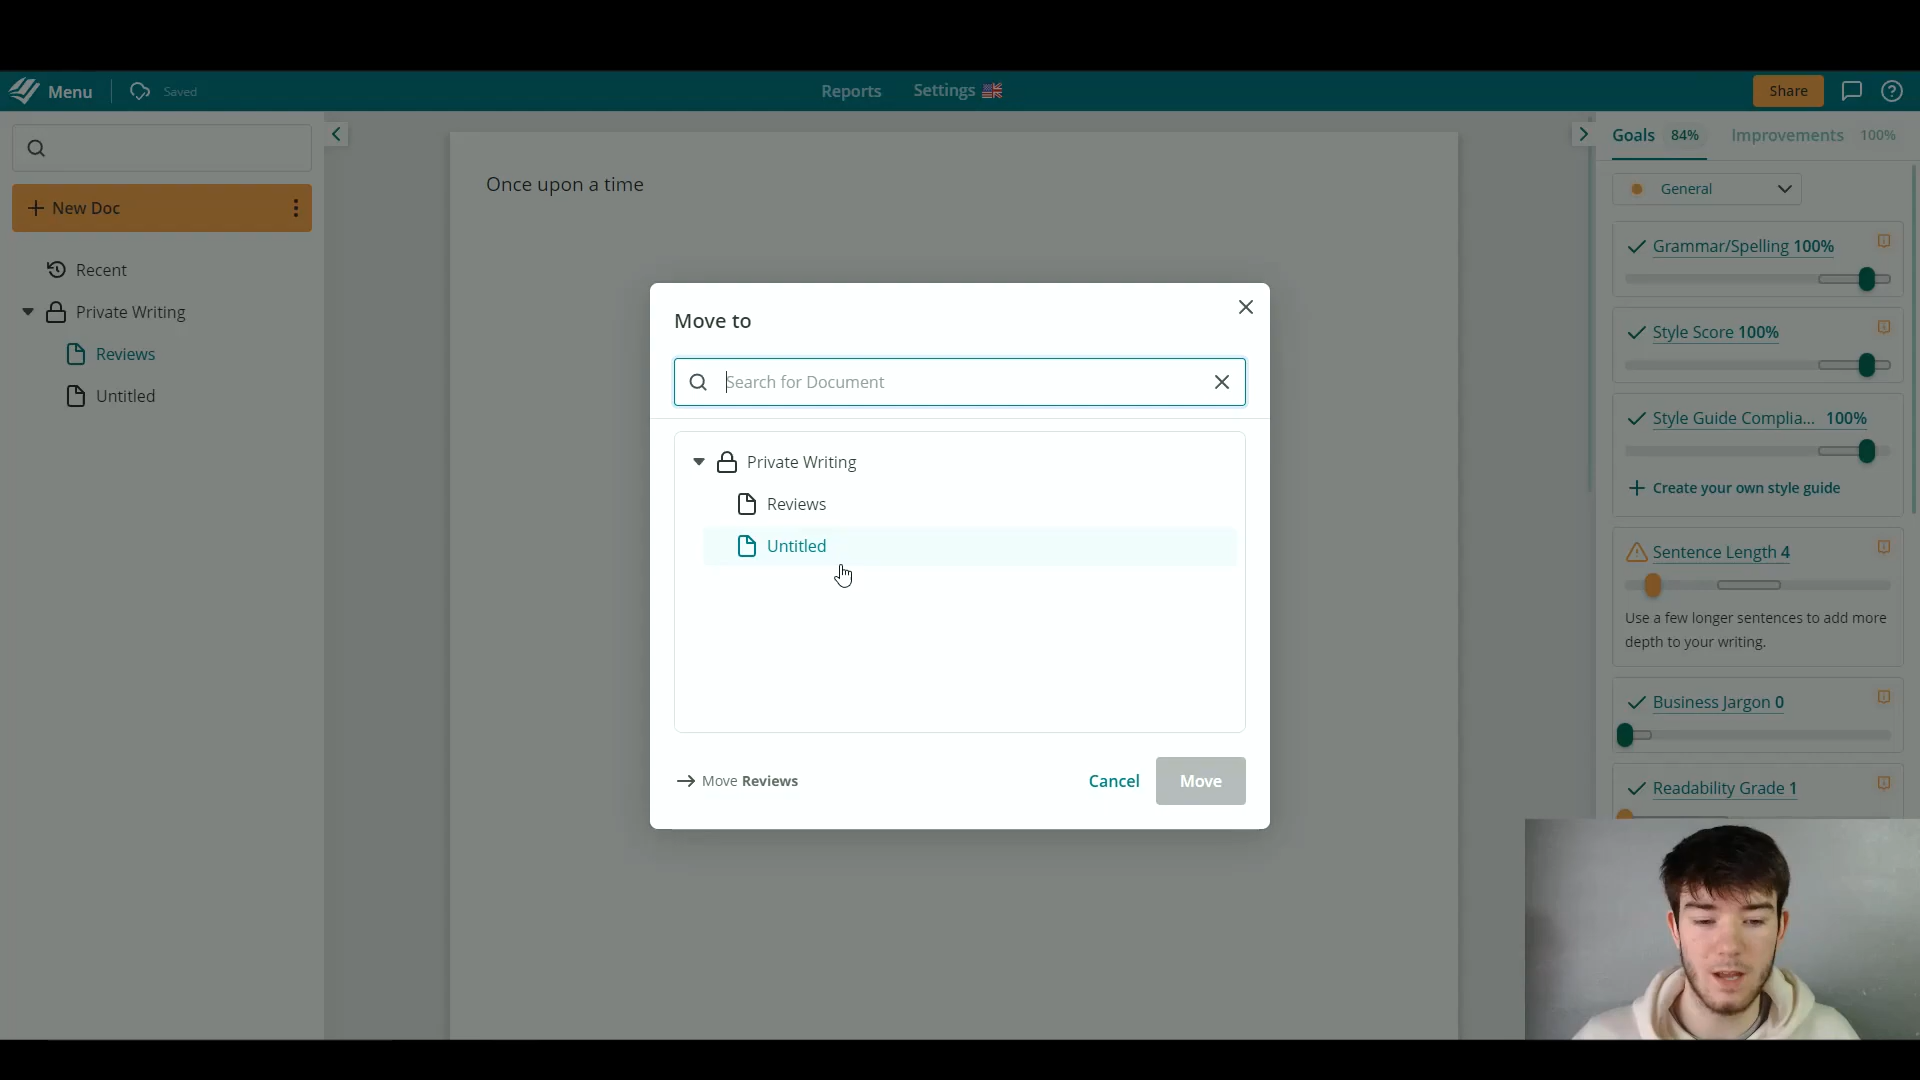 Menu
Saved
Reports
Settings
Share
New Doc
Recent
Private Writing
Reviews
Untitled
Once upon a time
Move to
Search for Document
Private Writing
Reviews
Untitled
Move Reviews
Cancel
Move
Goals 84%
Improvements 100%
General
Grammar/Spelling 100%
Style Score 100%
Style Guide Complia... 100%
Create your own style guide
Sentence Length 4
Use a few longer sentences to add more
depth to your writing.
Business Jargon 0
Readability Grade 1